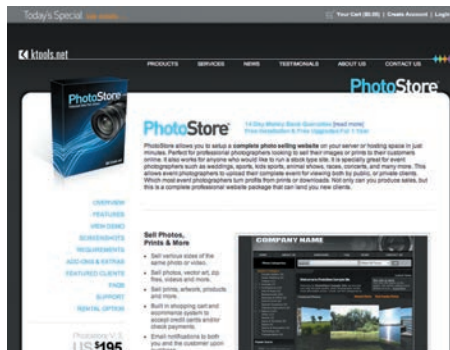 Today's Special
Your Cart ($0.00) | Create Account | Login
ktools.net
PRODUCTS SERVICES NEWS TESTIMONIALS ABOUT US CONTACT US
PhotoStore
PhotoStore
PhotoStore
14 Day Money Back Guarantee [read more]
Free Installation & Free Upgrades For 1 Year
PhotoStore allows you to setup a complete photo selling website on your server or hosting space in just
minutes. Perfect for professional photographers looking to sell their images or prints to their customers
online. It also works for anyone who would like to run a stock type site. It is specially great for event
photographers such as weddings, sports, kids sports, animal shows, races, concerts, and many more. This
allows event photographers to upload their complete event for viewing both by public, or private clients.
Which most event photographers turn profits from prints or downloads. Not only can you produce sales, but
this is a complete professional website package that can land you new clients.
OVERVIEW
FEATURES
VIEW DEMO
SCREENSHOTS
REQUIREMENTS
ADD-ONS & EXTRAS
FEATURED CLIENTS
FAQS
SUPPORT
RENTAL OPTION
Photostore V.3
US $195
Sell Photos,
Prints & More
Sell various sizes of the
same photo or video.
Sell photos, vector art, zip
files, videos and more.
Sell prints, artwork, products
and more.
Built in shopping cart and
ecommerce system to
accept credit cards and/or
check payments.
Email notifications to both
you and the customer upon
COMPANY NAME